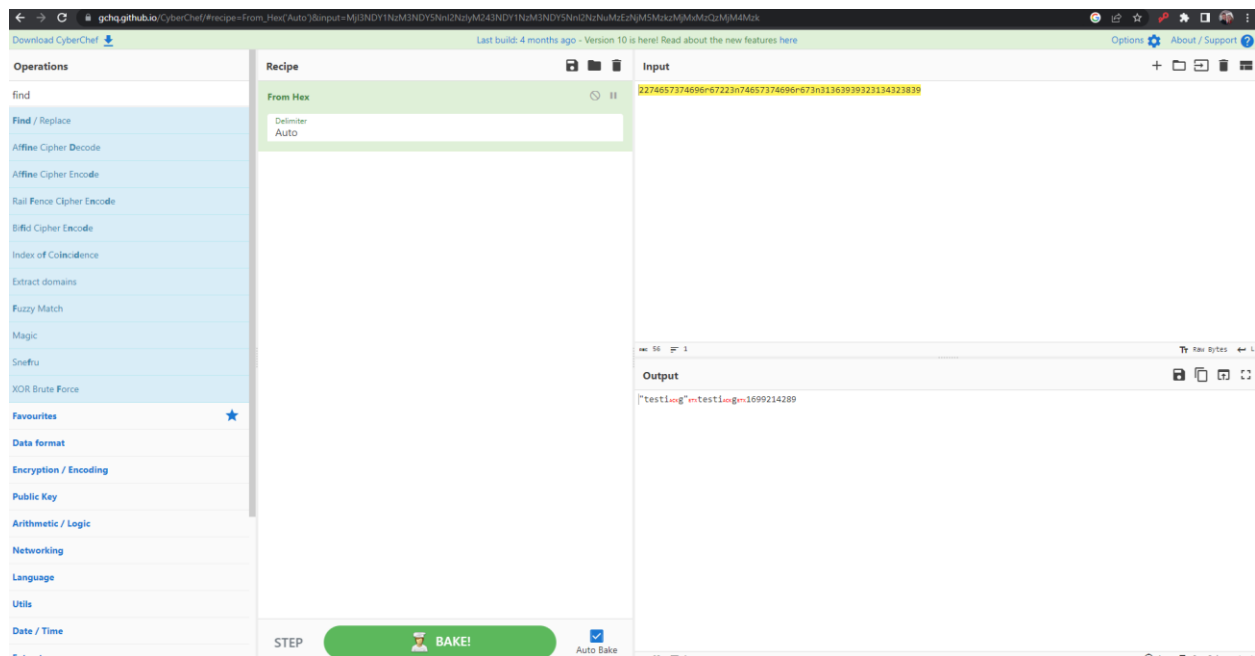 gchq.github.io/CyberChef/#recipe=From_Hex('Auto')&input=MjI3NDY1NzM3NDY5NnI2NzIyM243NDY1NzM3NDY5NnI2NzNuMzEzNjM5MzkzMjMxMzQzMjM4Mzk
Download CyberChef
Last build: 4 months ago - Version 10 is here! Read about the new features here
Options
About / Support
Operations
Recipe
Input
find
From Hex
2274657374696r67223n74657374696r673n31363939323134323839
Delimiter
Auto
Find / Replace
Affine Cipher Decode
Affine Cipher Encode
Rail Fence Cipher Encode
Bifid Cipher Encode
Index of Coincidence
Extract domains
Fuzzy Match
Magic
Snefru
XOR Brute Force
56
1
Raw Bytes
Output
"testiACKg"ETXtestiACKgETX1699214289
Favourites
Data format
Encryption / Encoding
Public Key
Arithmetic / Logic
Networking
Language
Utils
Date / Time
STEP
BAKE!
Auto Bake